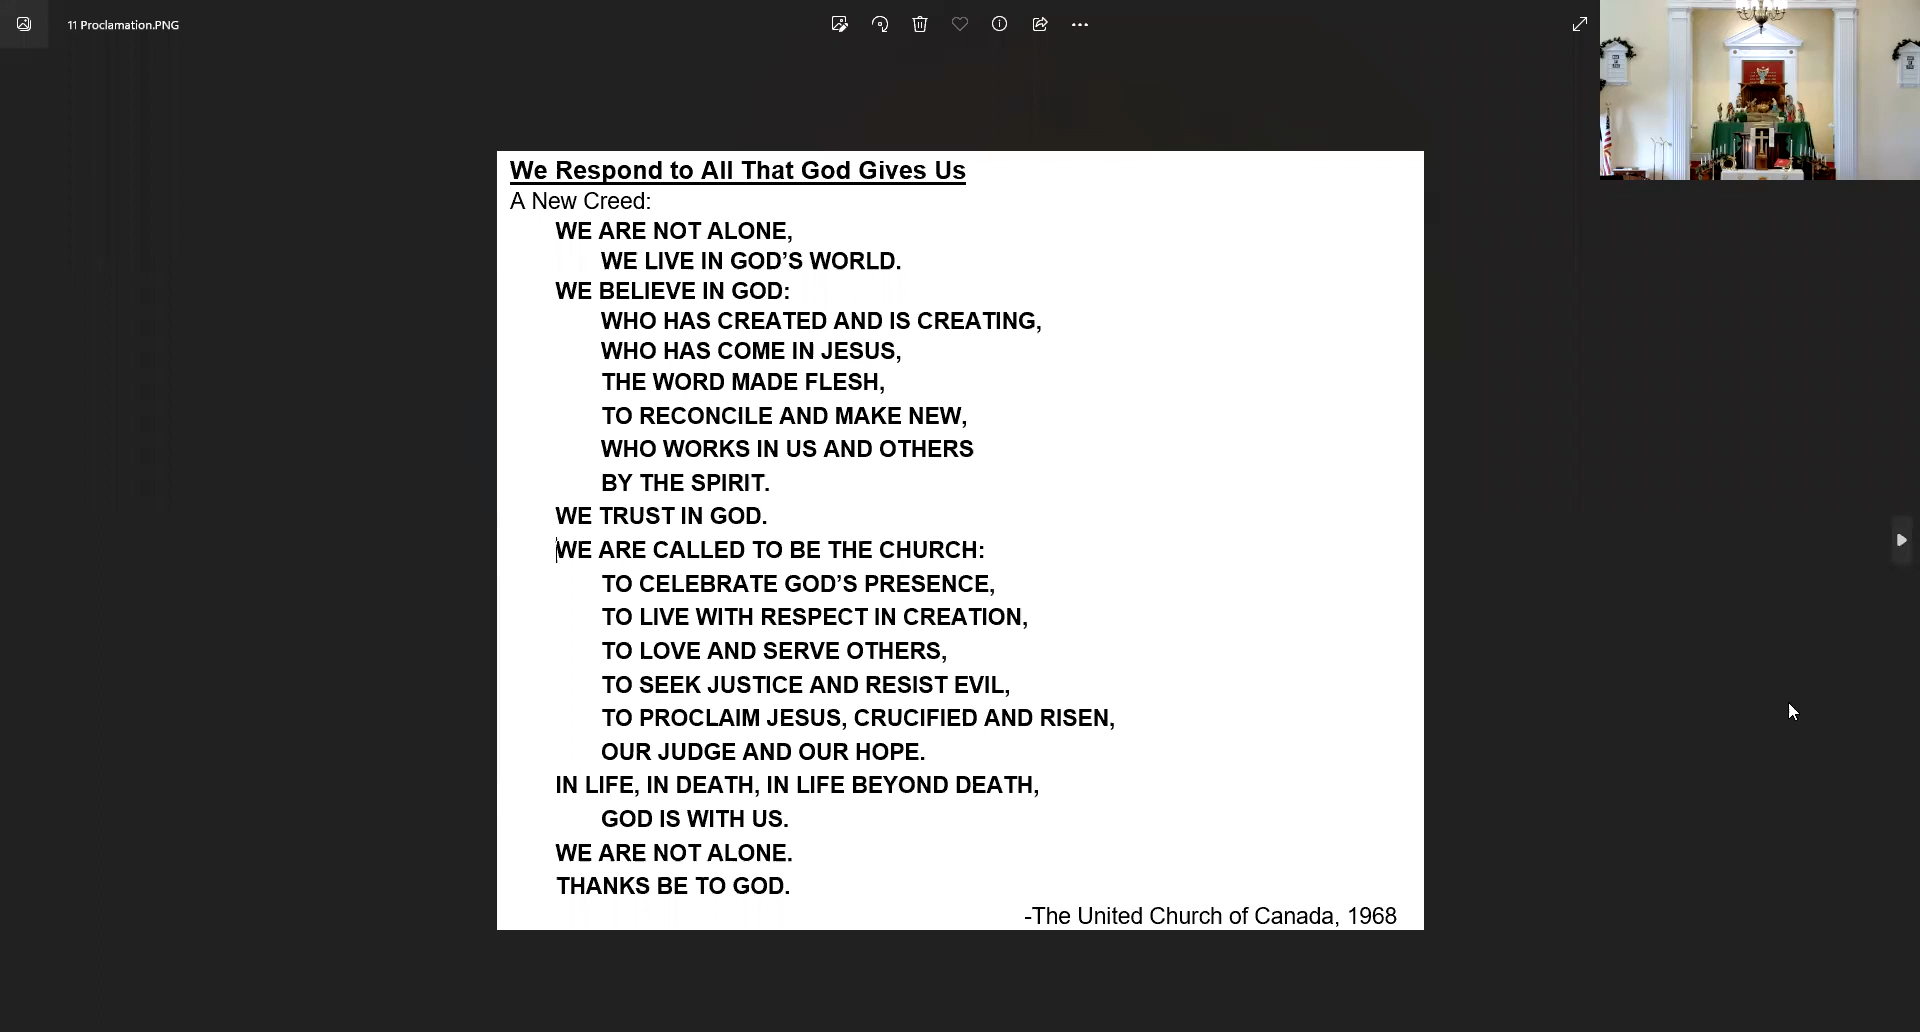 11 Proclamation.PNG
We Respond to All That God Gives Us
A New Creed:
WE ARE NOT ALONE,
WE LIVE IN GOD’S WORLD.
WE BELIEVE IN GOD:
WHO HAS CREATED AND IS CREATING,
WHO HAS COME IN JESUS,
THE WORD MADE FLESH,
TO RECONCILE AND MAKE NEW,
WHO WORKS IN US AND OTHERS
BY THE SPIRIT.
WE TRUST IN GOD.
WE ARE CALLED TO BE THE CHURCH:
TO CELEBRATE GOD’S PRESENCE,
TO LIVE WITH RESPECT IN CREATION,
TO LOVE AND SERVE OTHERS,
TO SEEK JUSTICE AND RESIST EVIL,
TO PROCLAIM JESUS, CRUCIFIED AND RISEN,
OUR JUDGE AND OUR HOPE.
IN LIFE, IN DEATH, IN LIFE BEYOND DEATH,
GOD IS WITH US.
WE ARE NOT ALONE.
THANKS BE TO GOD.
-The United Church of Canada, 1968